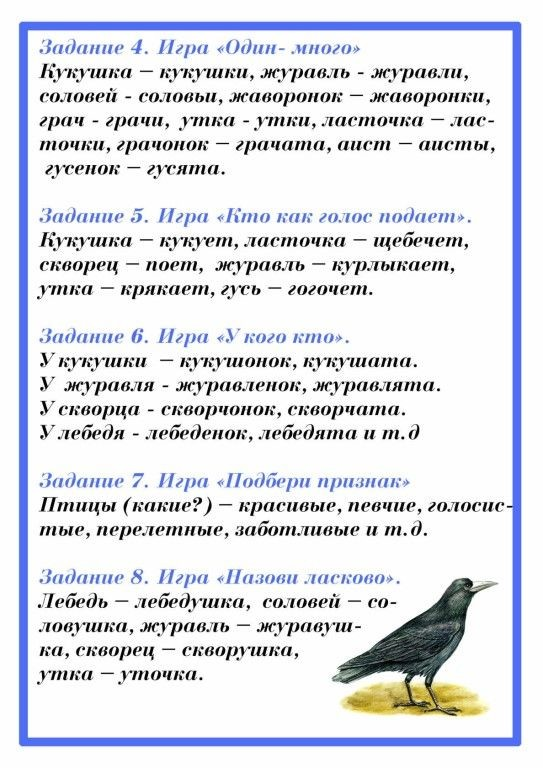 Задание 4. Игра «Один- много»
Кукушка – кукушки, журавль - журавли,
соловей - соловьи, жаворонок – жаворонки,
грач - грачи, утка - утки, ласточка – лас-
точки, грачонок – грачата, аист – аисты,
гусенок – гусята.
Задание 5. Игра «Кто как голос подает».
Кукушка – кукует, ласточка – щебечет,
скворец – поет, журавль – курлыкает,
утка – крякает, гусь – гогочет.
Задание 6. Игра «У кого кто».
У кукушки – кукушонок, кукушата.
У журавля - журавленок, журавлята.
У скворца - скворчонок, скворчата.
У лебедя - лебеденок, лебедята и т.д
Задание 7. Игра «Подбери признак»
Птицы (какие?) – красивые, певчие, голосис-
тые, перелетные, заботливые и т.д.
Задание 8. Игра «Назови ласково».
Лебедь – лебедушка, соловей – со-
ловушка, журавль – журавуш-
ка, скворец – скворушка,
утка – уточка.